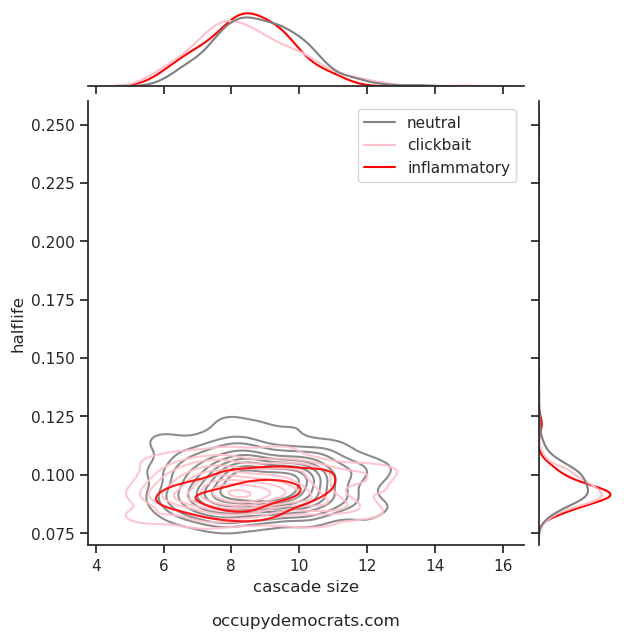 neutral
clickbait
inflammatory
0.250
0.225
0.200
0.175
0.150
0.125
0.100
0.075
halflife
4 6 8 10 12 14 16
cascade size
occupydemocrats.com